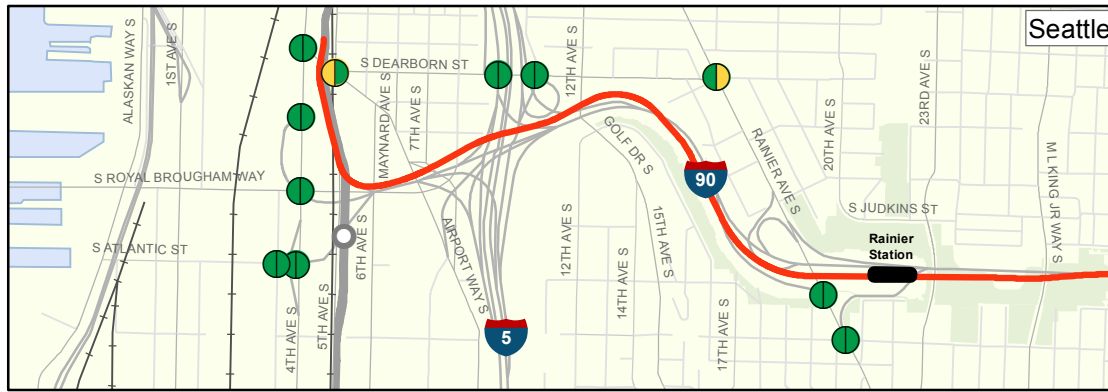 Seattle
ALASKAN WAY S
1ST AVE S
S DEARBORN ST
12TH AVE S
MAYNARD AVE S
7TH AVE S
GOLF DR S
RAINIER AVE S
20TH AVE S
23RD AVE S
M L KING JR WAY S
S ROYAL BROUGHAM WAY
90
S JUDKINS ST
S ATLANTIC ST
6TH AVE S
AIRPORT WAY S
12TH AVE S
15TH AVE S
14TH AVE S
Rainier
Station
4TH AVE S
5TH AVE S
5
17TH AVE S